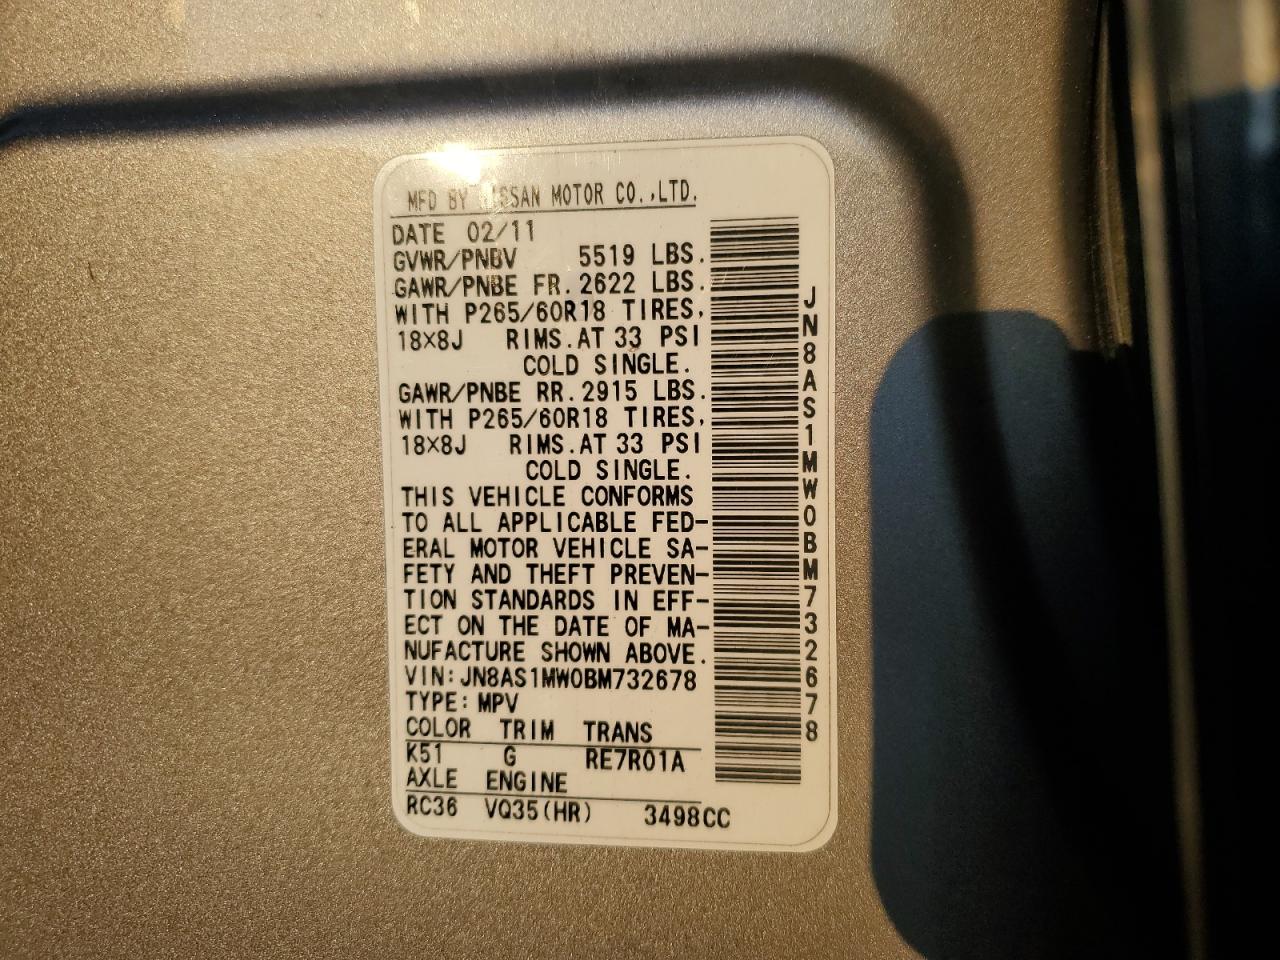 MFD BY NISSAN MOTOR CO.,LTD.
DATE 02/11
GVWR/PNBV 5519 LBS.
GAWR/PNBE FR. 2622 LBS.
WITH P265/60R18 TIRES,
18×8J RIMS. AT 33 PSI
COLD SINGLE.
GAWR/PNBE RR. 2915 LBS.
WITH P265/60R18 TIRES,
18×8J RIMS. AT 33 PSI
COLD SINGLE.
THIS VEHICLE CONFORMS
TO ALL APPLICABLE FED-
ERAL MOTOR VEHICLE SA-
FETY AND THEFT PREVEN-
TION STANDARDS IN EFF-
ECT ON THE DATE OF MA-
NUFACTURE SHOWN ABOVE.
VIN: JN8AS1MW0BM732678
TYPE: MPV
COLOR TRIM TRANS
K51 G RE7R01A
AXLE ENGINE
RC36 VQ35(HR) 3498CC
JN8AS1MW0BM732678